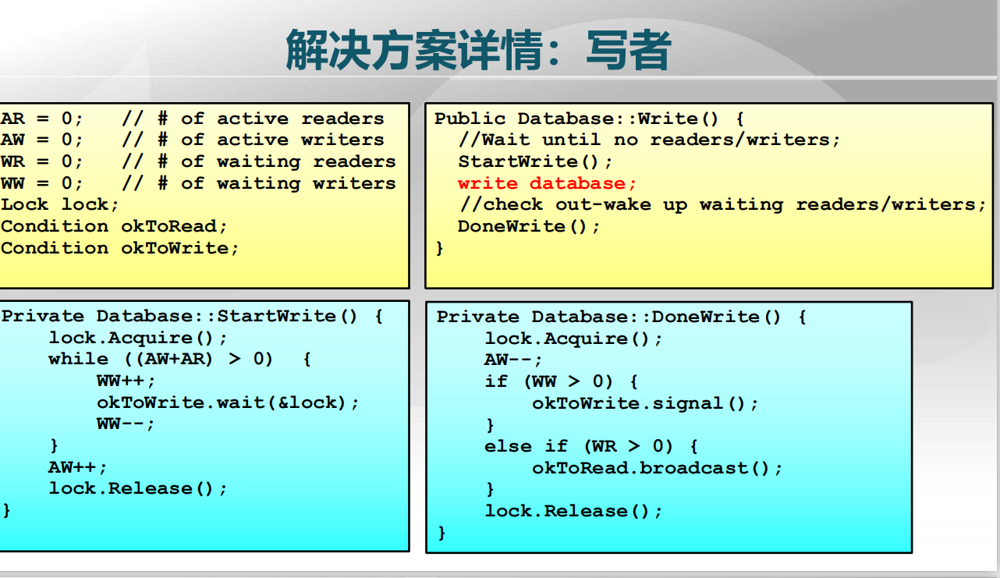 解决方案详情：写者
AR = 0;   // # of active readers
AW = 0;   // # of active writers
WR = 0;   // # of waiting readers
WW = 0;   // # of waiting writers
Lock lock;
Condition okToRead;
Condition okToWrite;
Public Database::Write() {
  //Wait until no readers/writers;
  StartWrite();
  write database;
  //check out-wake up waiting readers/writers;
  DoneWrite();
}
Private Database::StartWrite() {
    lock.Acquire();
    while ((AW+AR) > 0)  {
        WW++;
        okToWrite.wait(&lock);
        WW--;
    }
    AW++;
    lock.Release();
}
Private Database::DoneWrite() {
    lock.Acquire();
    AW--;
    if (WW > 0) {
        okToWrite.signal();
    }
    else if (WR > 0) {
        okToRead.broadcast();
    }
    lock.Release();
}